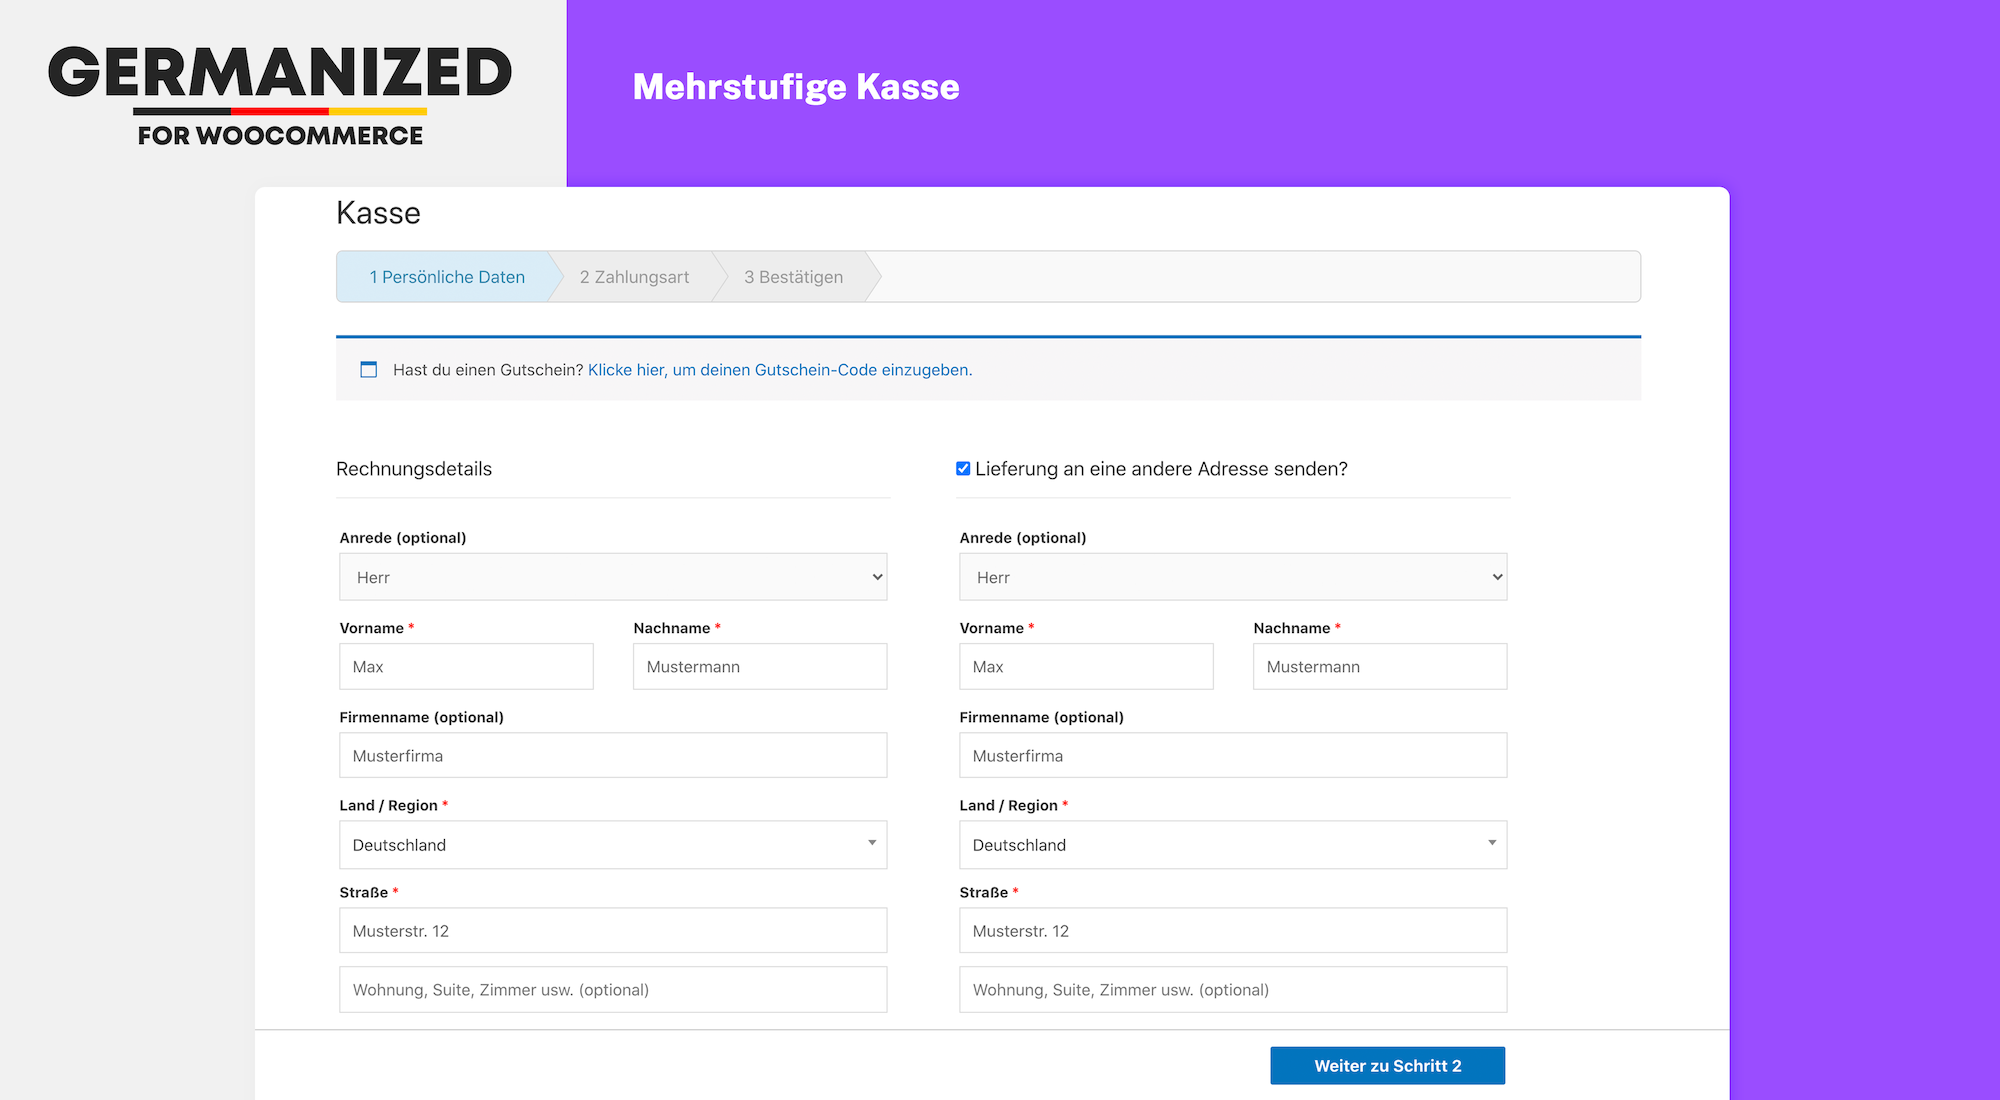 GERMANIZED
FOR WOOCOMMERCE
Mehrstufige Kasse
Kasse
1 Persönliche Daten
2 Zahlungsart
3 Bestätigen
Hast du einen Gutschein? Klicke hier, um deinen Gutschein-Code einzugeben.
Rechnungsdetails
Anrede (optional)
Herr
Vorname *
Nachname *
Max
Mustermann
Firmenname (optional)
Musterfirma
Land / Region *
Deutschland
Straße *
Musterstr. 12
Wohnung, Suite, Zimmer usw. (optional)
Lieferung an eine andere Adresse senden?
Anrede (optional)
Herr
Vorname *
Nachname *
Max
Mustermann
Firmenname (optional)
Musterfirma
Land / Region *
Deutschland
Straße *
Musterstr. 12
Wohnung, Suite, Zimmer usw. (optional)
Weiter zu Schritt 2